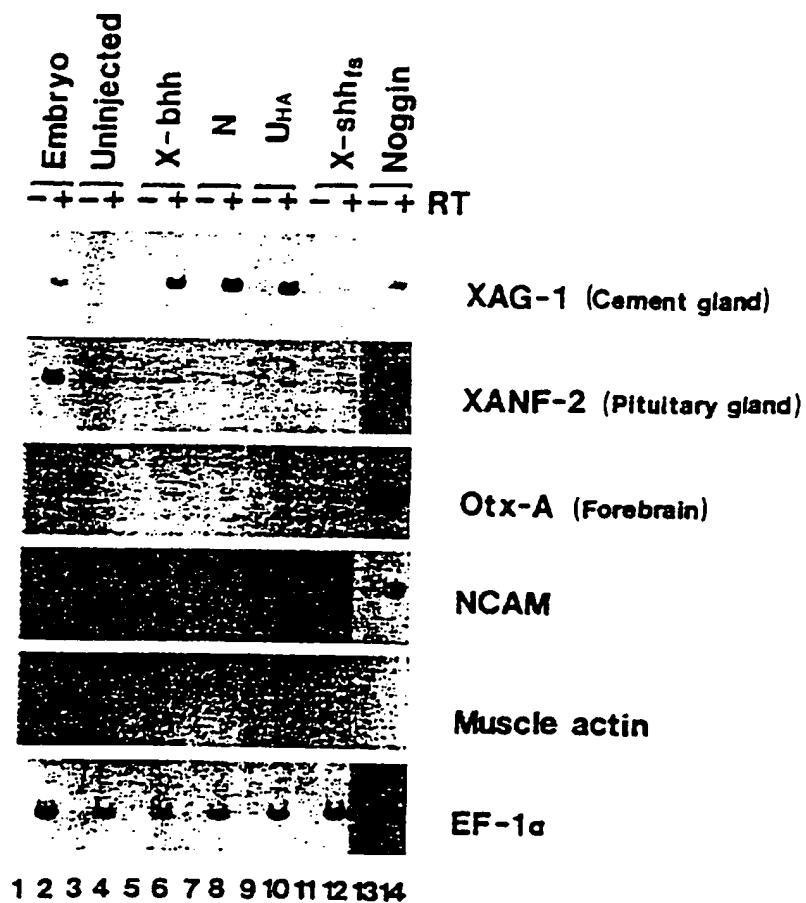 Embryo
Uninjected
X-bhh
N
UHA
X-shhfs
Noggin
- + - + - + - + - + - + - + RT
XAG-1 (Cement gland)
XANF-2 (Pituitary gland)
Otx-A (Forebrain)
NCAM
Muscle actin
EF-1α
1 2 3 4 5 6 7 8 9 10 11 12 13 14